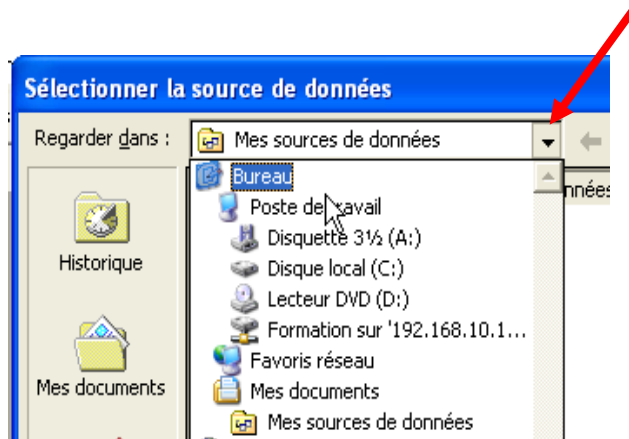 Sélectionner la source de données
Regarder dans : Mes sources de données
Bureau
nnées
Poste de travail
Disquette 3½ (A:)
Historique
Disque local (C:)
Lecteur DVD (D:)
Formation sur '192.168.10.1...
Favoris réseau
Mes documents
Mes documents
Mes sources de données